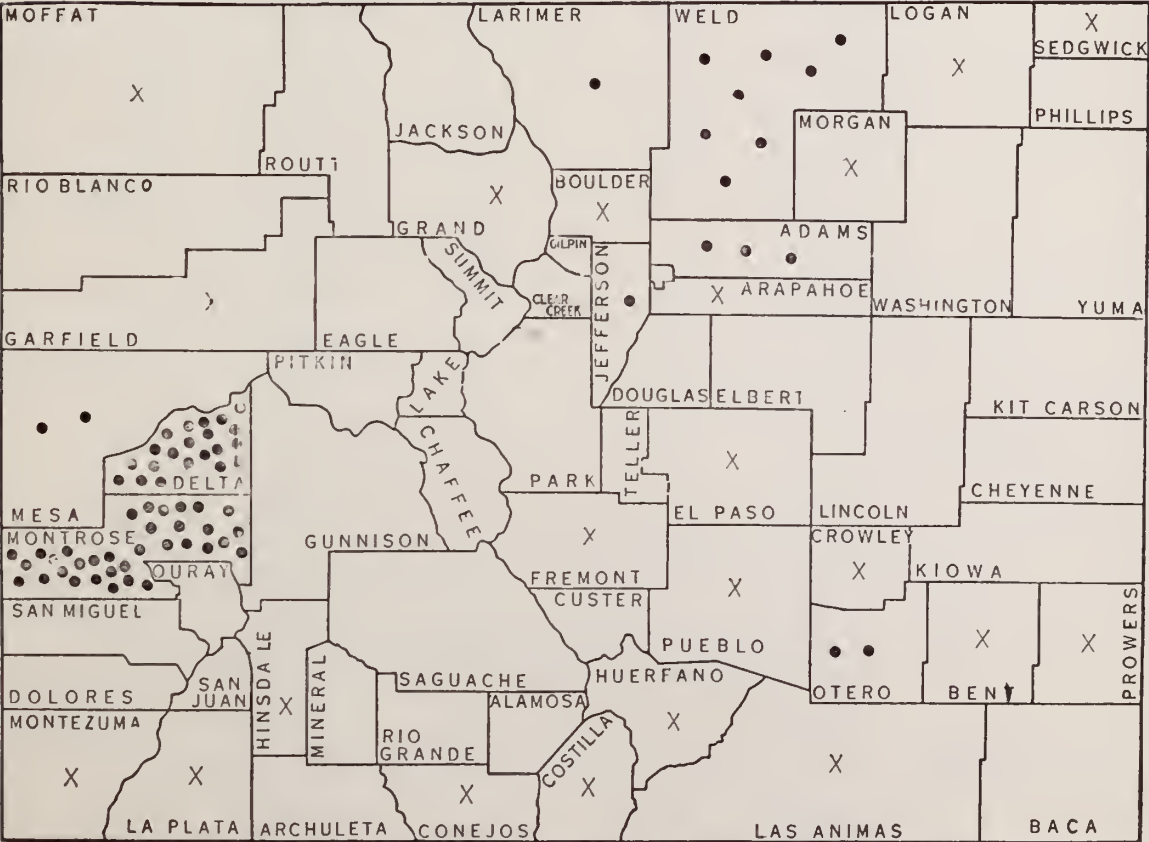 MOFFAT
LARIMER
WELD
LOGAN
X
SEDGWICK
X
X
PHILLIPS
JACKSON
MORGAN
ROUTT
RIO BLANCO
X
BOULDER
X
X
GRAND
ADAMS
GILPIN
SUMMIT
JEFFERSON
CLEAR
CREEK
X
ARAPAHOE
WASHINGTON
YUMA
X
GARFIELD
EAGLE
PITKIN
LAKE
DOUGLAS
ELBERT
KIT CARSON
CHAFFEE
TELLER
X
DELTA
PARK
CHEYENNE
MESA
EL PASO
LINCOLN
MONTROSE
GUNNISON
X
CROWLEY
X
KIOWA
OURAY
FREMONT
X
CUSTER
SAN MIGUEL
PUEBLO
X
X
PROWERS
HINSDALE
MINERAL
SAGUACHE
HUERFANO
DOLORES
SAN
JUAN
ALAMOSA
OTERO
BENT
MONTEZUMA
X
RIO
GRANDE
COSTILLA
X
X
X
X
X
X
X
LA PLATA
ARCHULETA
CONEJOS
LAS ANIMAS
BACA